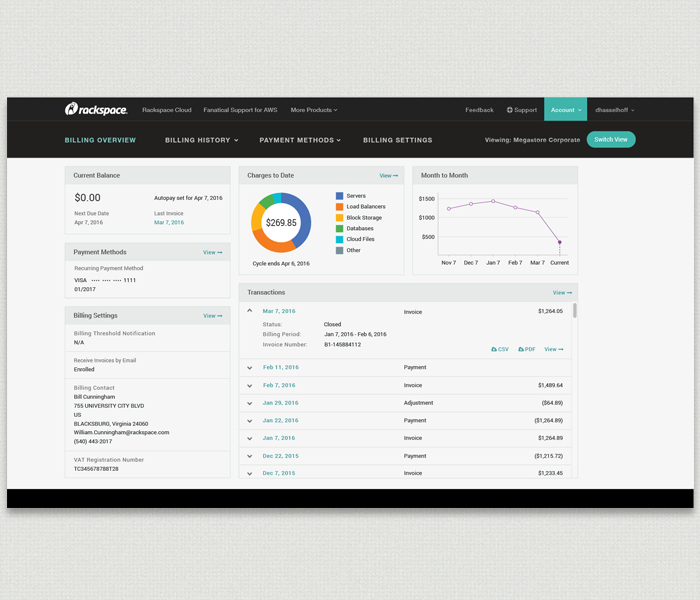 rackspace.
Rackspace Cloud
Fanatical Support for AWS
More Products
Feedback
Support
Account
dhasselhoff
BILLING OVERVIEW
BILLING HISTORY
PAYMENT METHODS
BILLING SETTINGS
Viewing: Megastore Corporate
Switch View
Current Balance
$0.00
Autopay set for Apr 7, 2016
Next Due Date
Last Invoice
Apr 7, 2016
Mar 7, 2016
Payment Methods
View
Recurring Payment Method
VISA •••• •••• •••• 1111
01/2017
Billing Settings
View
Billing Threshold Notification
N/A
Receive Invoices by Email
Enrolled
Billing Contact
Bill Cunningham
755 UNIVERSITY CITY BLVD
US
BLACKSBURG, Virginia 24060
William.Cunningham@rackspace.com
(540) 443-2017
VAT Registration Number
TC345678788T28
Charges to Date
View
$269.85
Servers
Load Balancers
Block Storage
Databases
Cloud Files
Other
Cycle ends Apr 6, 2016
Month to Month
$1500
$1000
$500
Nov 7 Dec 7 Jan 7 Feb 7 Mar 7 Current
Transactions
View
Mar 7, 2016 Invoice $1,264.05
Status: Closed
Billing Period: Jan 7, 2016 - Feb 6, 2016
Invoice Number: B1-145884112
CSV PDF View
Feb 11, 2016 Payment
Feb 7, 2016 Invoice $1,489.64
Jan 29, 2016 Adjustment ($64.89)
Jan 22, 2016 Payment ($1,264.89)
Jan 7, 2016 Invoice $1,264.89
Dec 22, 2015 Payment ($1,215.72)
Dec 7, 2015 Invoice $1,233.45